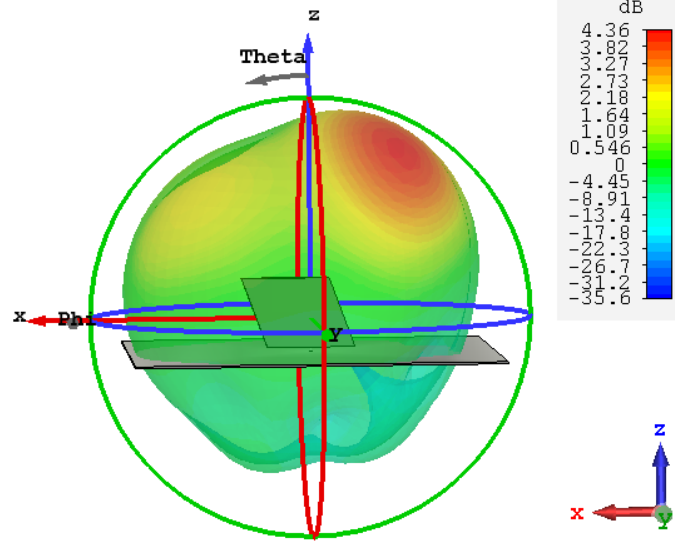 z
dB
Theta
4.36
3.82
3.27
2.73
2.18
1.64
1.09
0.546
0
-4.45
-8.91
-13.4
-17.8
-22.3
-26.7
-31.2
-35.6
x
Phi
Y
z
x
y